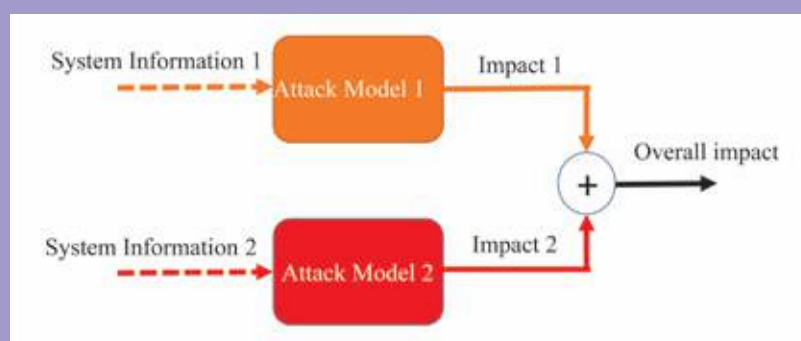 System Information 1
Attack Model 1
Impact 1
Overall impact
+
System Information 2
Attack Model 2
Impact 2